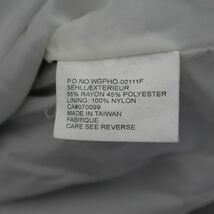 P.O.NO.WGPHO-00111F
SEHLL/EXTERIEUR
55% RAYON 45% POLYESTER
LINING: 100% NYLON
CA#070099
MADE IN TAIWAN
FABRIQUE
CARE SEE REVERSE